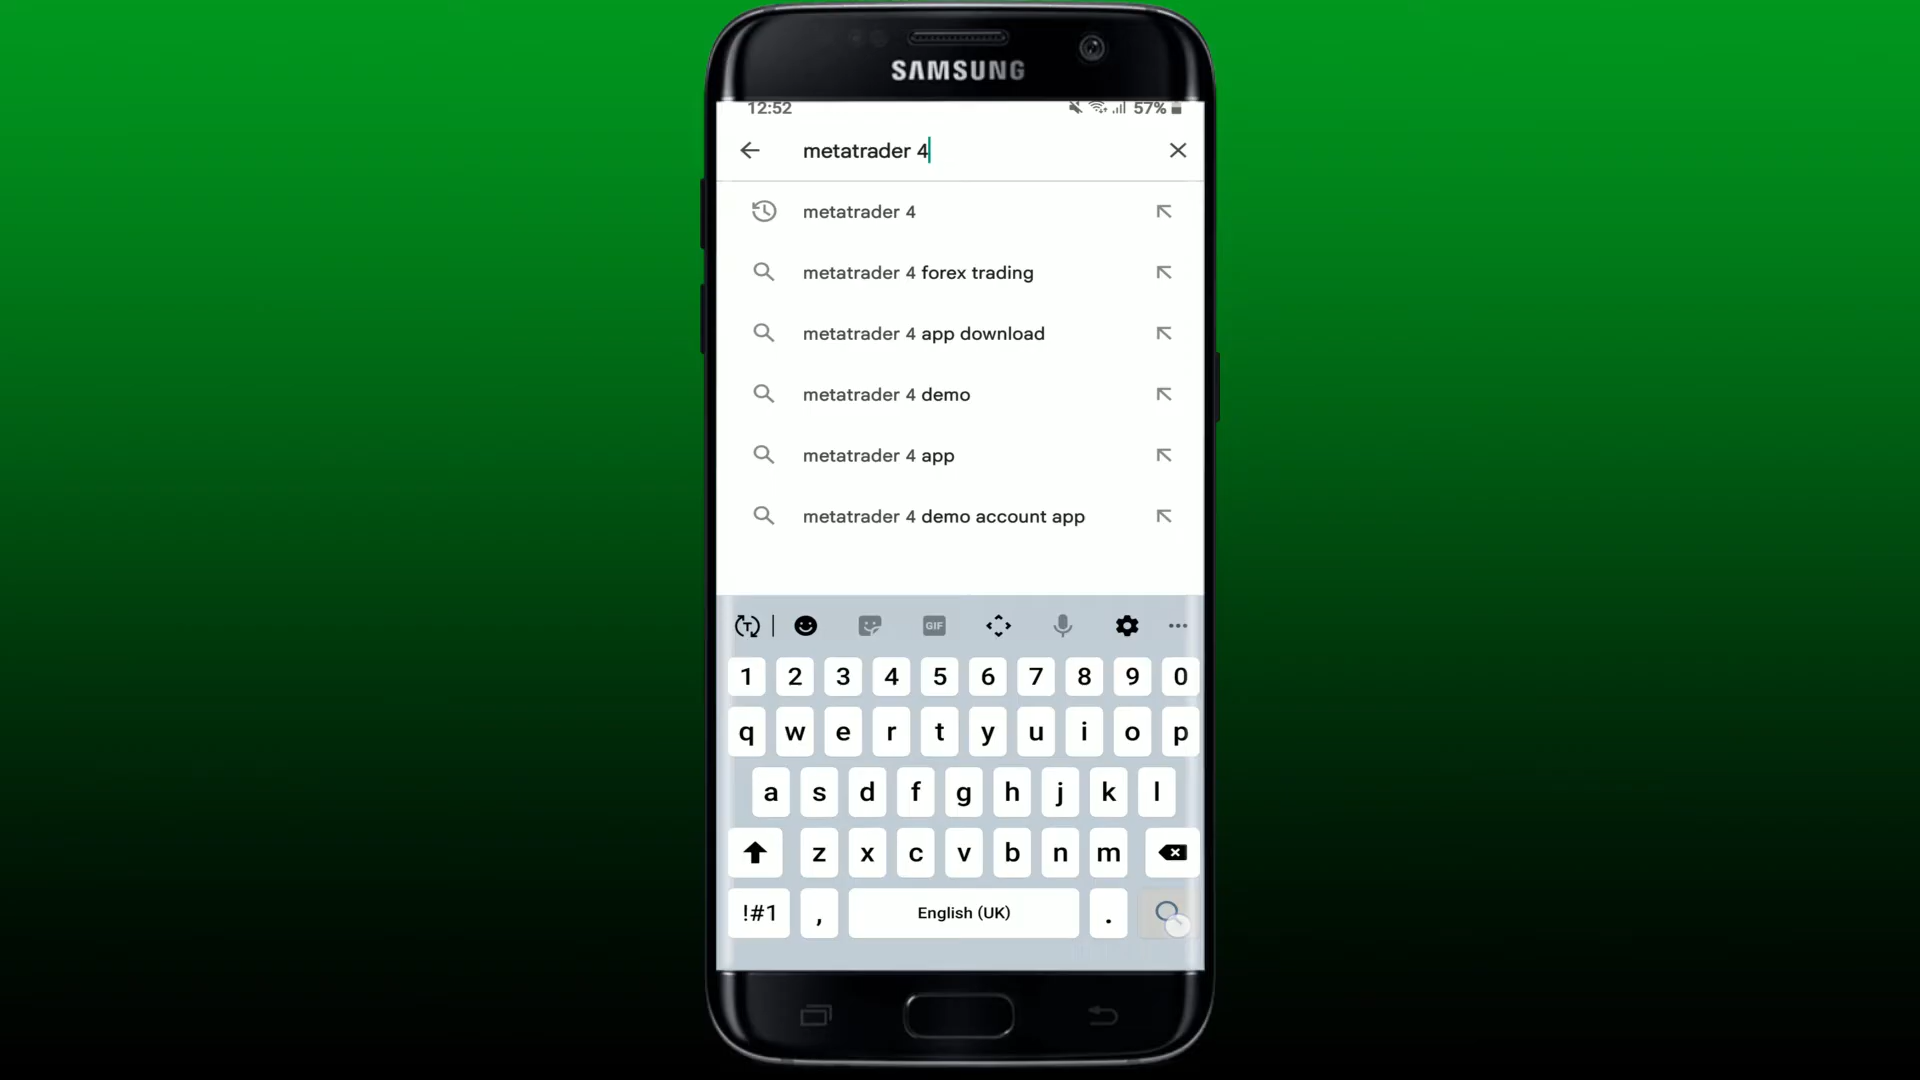 SAMSUNG
12:52 57%
metatrader 4
metatrader 4
metatrader 4 forex trading
metatrader 4 app download
metatrader 4 demo
metatrader 4 app
metatrader 4 demo account app
T GIF
1 2 3 4 5 6 7 8 9 0
q w e r t y u i o p
a s d f g h j k l
z x c v b n m
!#1 , English (UK) .